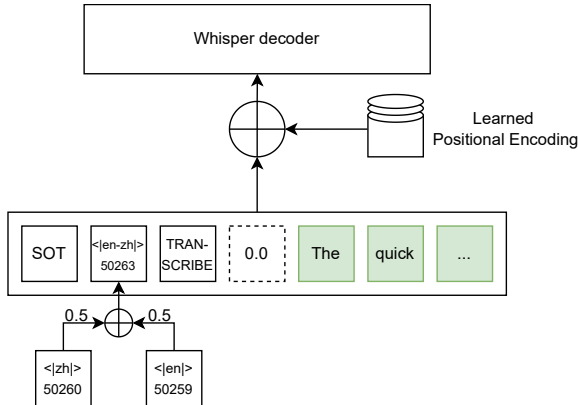 Whisper decoder
Learned
Positional Encoding
SOT
<|en-zh|>
50263
TRAN-
SCRIBE
0.0
The
quick
...
0.5
0.5
<|zh|>
50260
<|en|>
50259